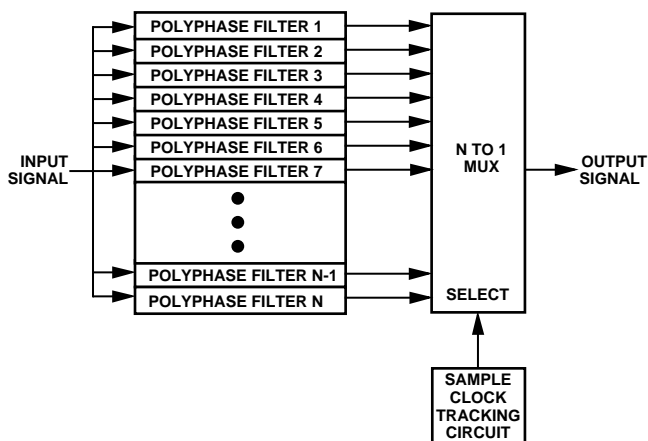 POLYPHASE FILTER 1
POLYPHASE FILTER 2
POLYPHASE FILTER 3
POLYPHASE FILTER 4
POLYPHASE FILTER 5
POLYPHASE FILTER 6
POLYPHASE FILTER 7
POLYPHASE FILTER N-1
POLYPHASE FILTER N
INPUT
SIGNAL
N TO 1
MUX
SELECT
OUTPUT
SIGNAL
SAMPLE
CLOCK
TRACKING
CIRCUIT